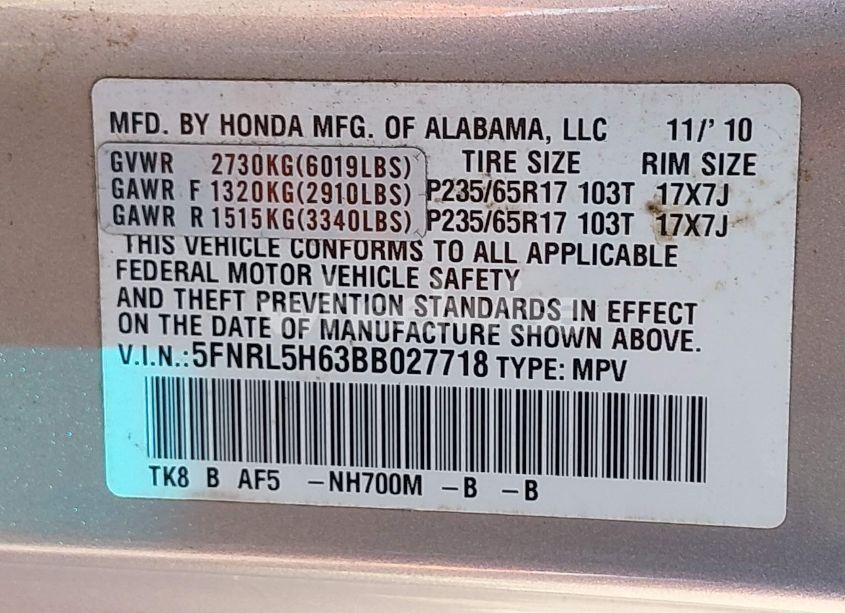 MFD. BY HONDA MFG. OF ALABAMA, LLC 11/' 10
GVWR 2730KG(6019LBS) TIRE SIZE RIM SIZE
GAWR F 1320KG(2910LBS) P235/65R17 103T 17X7J
GAWR R 1515KG(3340LBS) P235/65R17 103T 17X7J
THIS VEHICLE CONFORMS TO ALL APPLICABLE
FEDERAL MOTOR VEHICLE SAFETY
AND THEFT PREVENTION STANDARDS IN EFFECT
ON THE DATE OF MANUFACTURE SHOWN ABOVE.
V.I.N.:5FNRL5H63BB027718 TYPE: MPV
TK8 B AF5 -NH700M -B -B